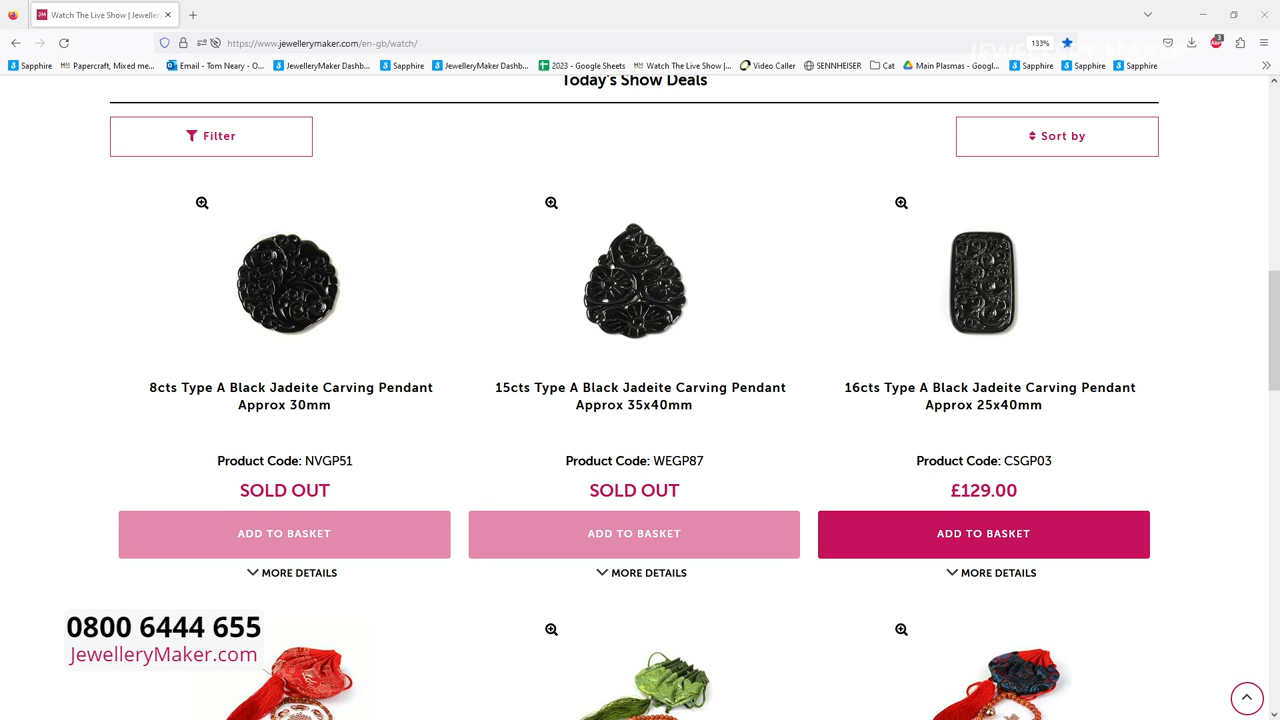 Watch The Live Show | Jeweller
https://www.jewellerymaker.com/en-gb/watch/
133%
3
Sapphire
Papercraft, Mixed me...
Email - Tom Neary - O...
JewelleryMaker Dashb...
Sapphire
JewelleryMaker Dashb...
2023 - Google Sheets
Watch The Live Show |...
Video Caller
SENNHEISER
Cat
Main Plasmas - Googl...
Sapphire
Sapphire
Sapphire
Today's Show Deals
Filter
Sort by
8cts Type A Black Jadeite Carving Pendant
Approx 30mm
15cts Type A Black Jadeite Carving Pendant
Approx 35x40mm
16cts Type A Black Jadeite Carving Pendant
Approx 25x40mm
Product Code: NVGP51
Product Code: WEGP87
Product Code: CSGP03
SOLD OUT
SOLD OUT
£129.00
ADD TO BASKET
ADD TO BASKET
ADD TO BASKET
MORE DETAILS
MORE DETAILS
MORE DETAILS
0800 6444 655
JewelleryMaker.com